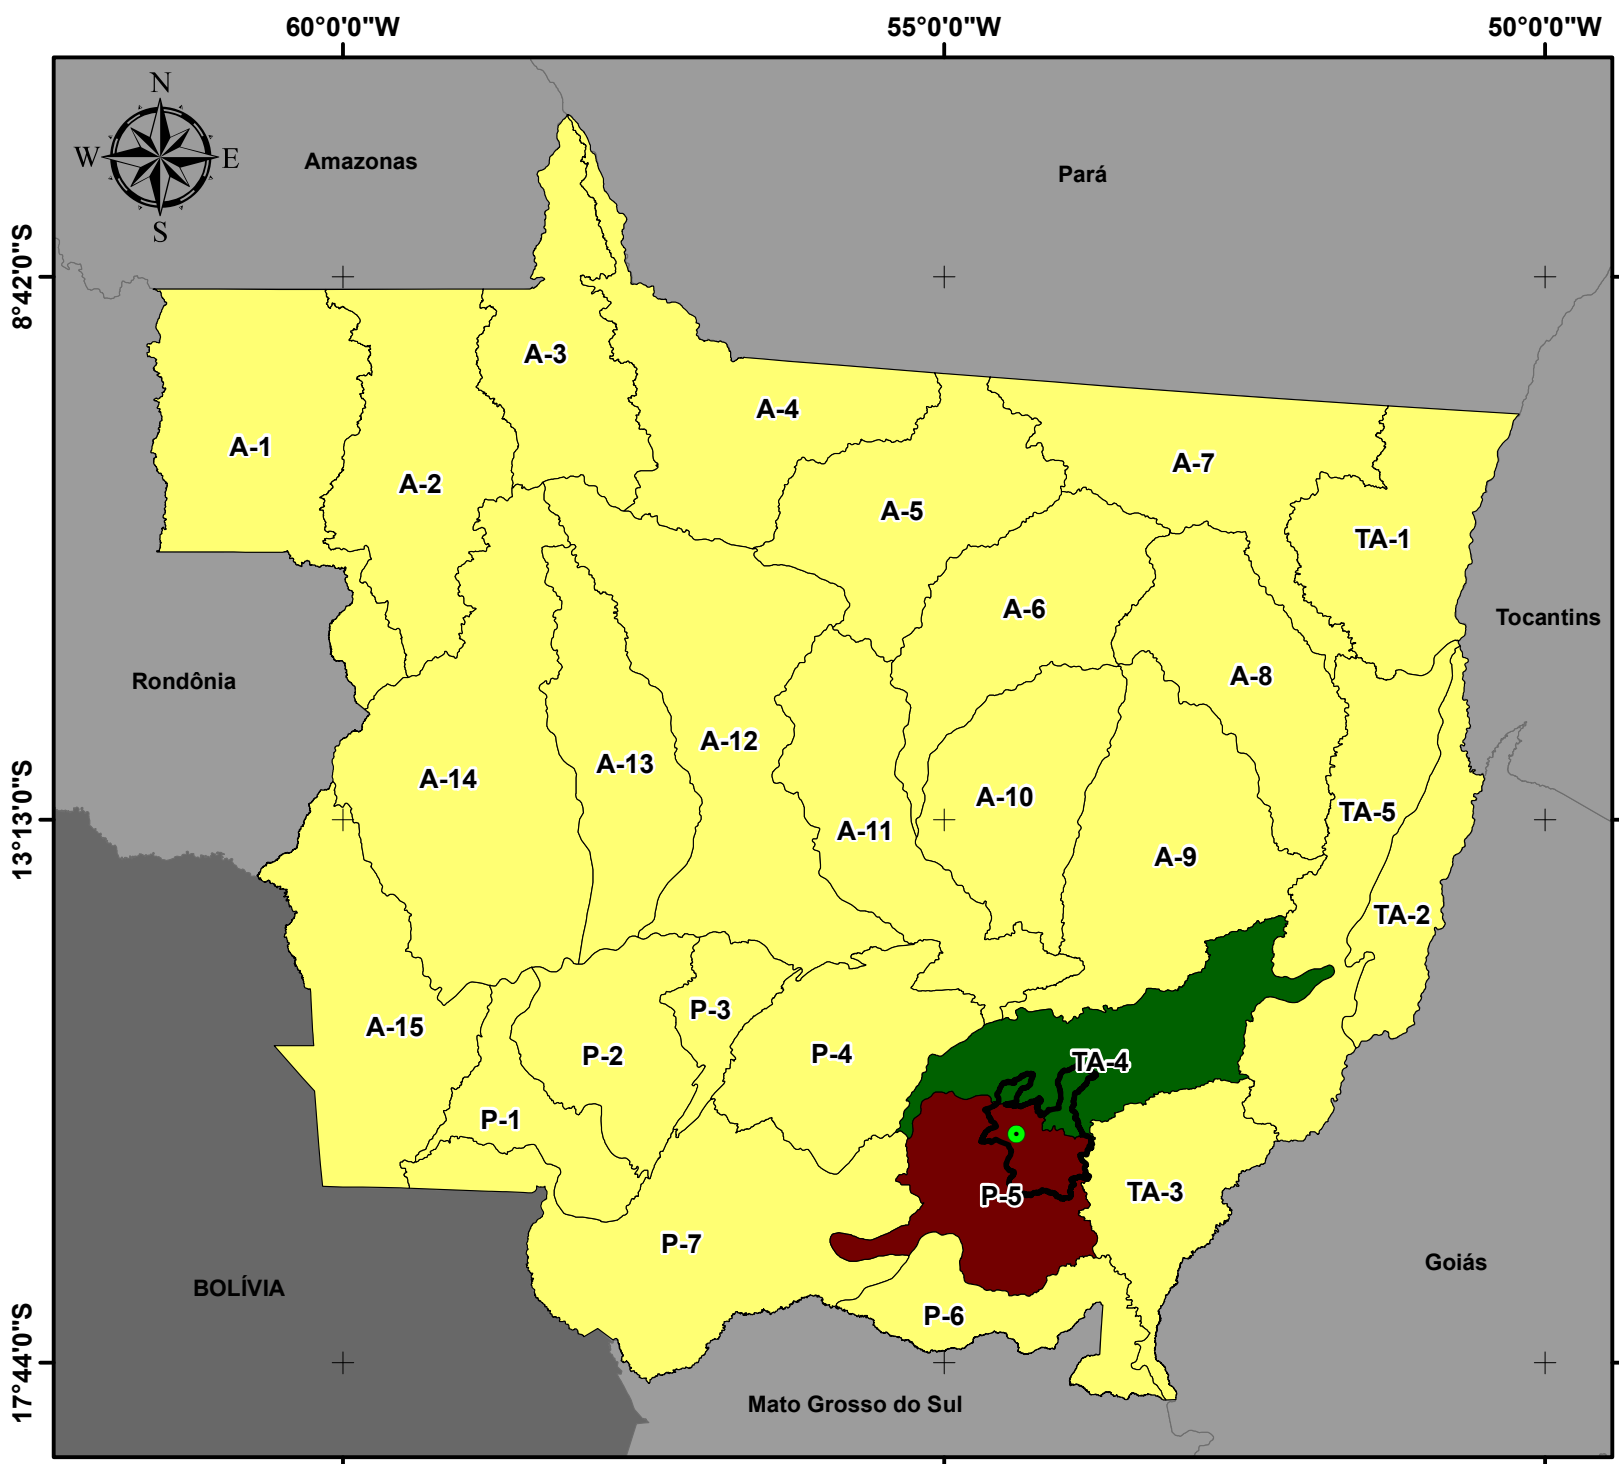 60°0'0"W
55°0'0"W
50°0'0"W
N
W
E
S
Amazonas
Pará
8°42'0"S
A-3
A-4
A-1
A-7
A-2
A-5
TA-1
A-6
Tocantins
Rondônia
A-8
A-12
A-13
A-14
A-10
TA-5
13°13'0"S
A-11
A-9
TA-2
P-3
A-15
P-2
P-4
TA-4
P-1
TA-3
P-5
P-7
Goiás
BOLÍVIA
P-6
17°44'0"S
Mato Grosso do Sul